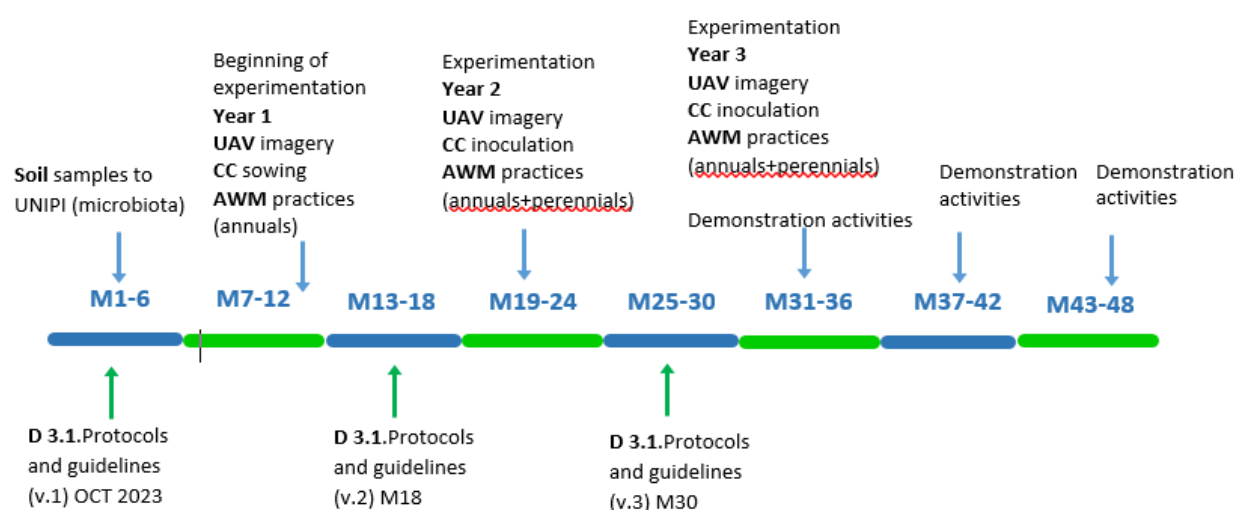 Soil samples to
UNIPI (microbiota)
Beginning of
experimentation
Year 1
UAV imagery
CC sowing
AWM practices
(annuals)
Experimentation
Year 2
UAV imagery
CC inoculation
AWM practices
(annuals+perennials)
Experimentation
Year 3
UAV imagery
CC inoculation
AWM practices
(annuals+perennials)
Demonstration activities
Demonstration
activities
Demonstration
activities
M1-6
M7-12
M13-18
M19-24
M25-30
M31-36
M37-42
M43-48
D 3.1.Protocols
and guidelines
(v.1) OCT 2023
D 3.1.Protocols
and guidelines
(v.2) M18
D 3.1.Protocols
and guidelines
(v.3) M30